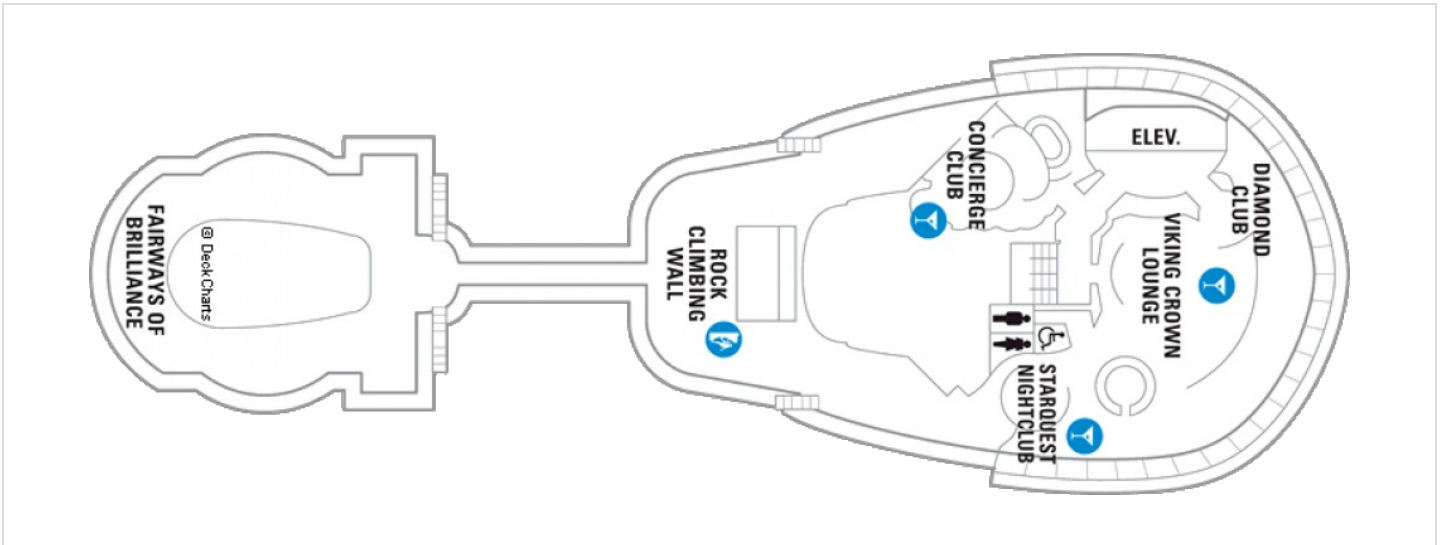 FAIRWAYS OF
BRILLIANCE
© DeckCharts
ROCK
CLIMBING
WALL
CONCIERGE
CLUB
ELEV.
DIAMOND
CLUB
VIKING CROWN
LOUNGE
STARQUEST
NIGHTCLUB